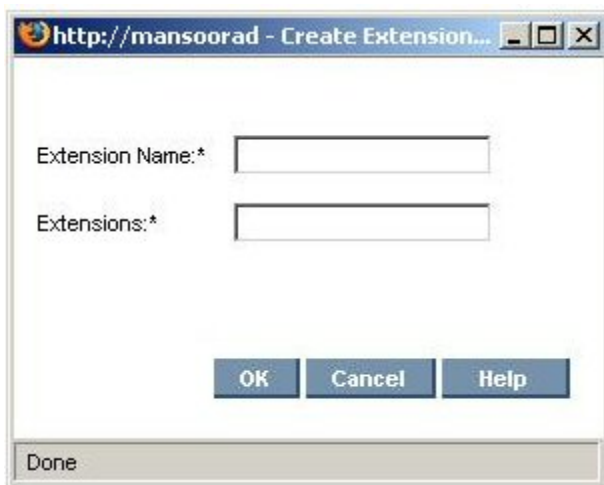 http://mansoorad - Create Extension...
Extension Name:*
Extensions:*
OK Cancel Help
Done